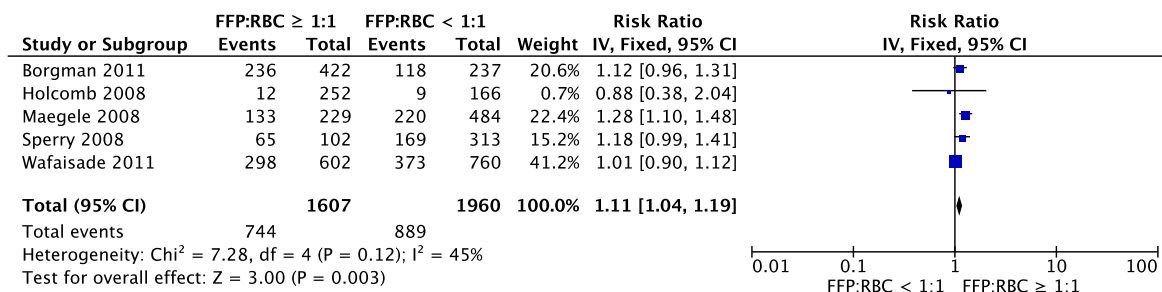 FFP:RBC ≥ 1:1 FFP:RBC < 1:1 Risk Ratio Risk Ratio
Study or Subgroup Events Total Events Total Weight IV, Fixed, 95% CI IV, Fixed, 95% CI
Borgman 2011 236 422 118 237 20.6% 1.12 [0.96, 1.31]
Holcomb 2008 12 252 9 166 0.7% 0.88 [0.38, 2.04]
Maegele 2008 133 229 220 484 22.4% 1.28 [1.10, 1.48]
Sperry 2008 65 102 169 313 15.2% 1.18 [0.99, 1.41]
Wafaisade 2011 298 602 373 760 41.2% 1.01 [0.90, 1.12]
Total (95% CI) 1607 1960 100.0% 1.11 [1.04, 1.19]
Total events 744 889
Heterogeneity: Chi² = 7.28, df = 4 (P = 0.12); I² = 45%
Test for overall effect: Z = 3.00 (P = 0.003)
0.01 0.1 1 10 100
FFP:RBC < 1:1 FFP:RBC ≥ 1:1